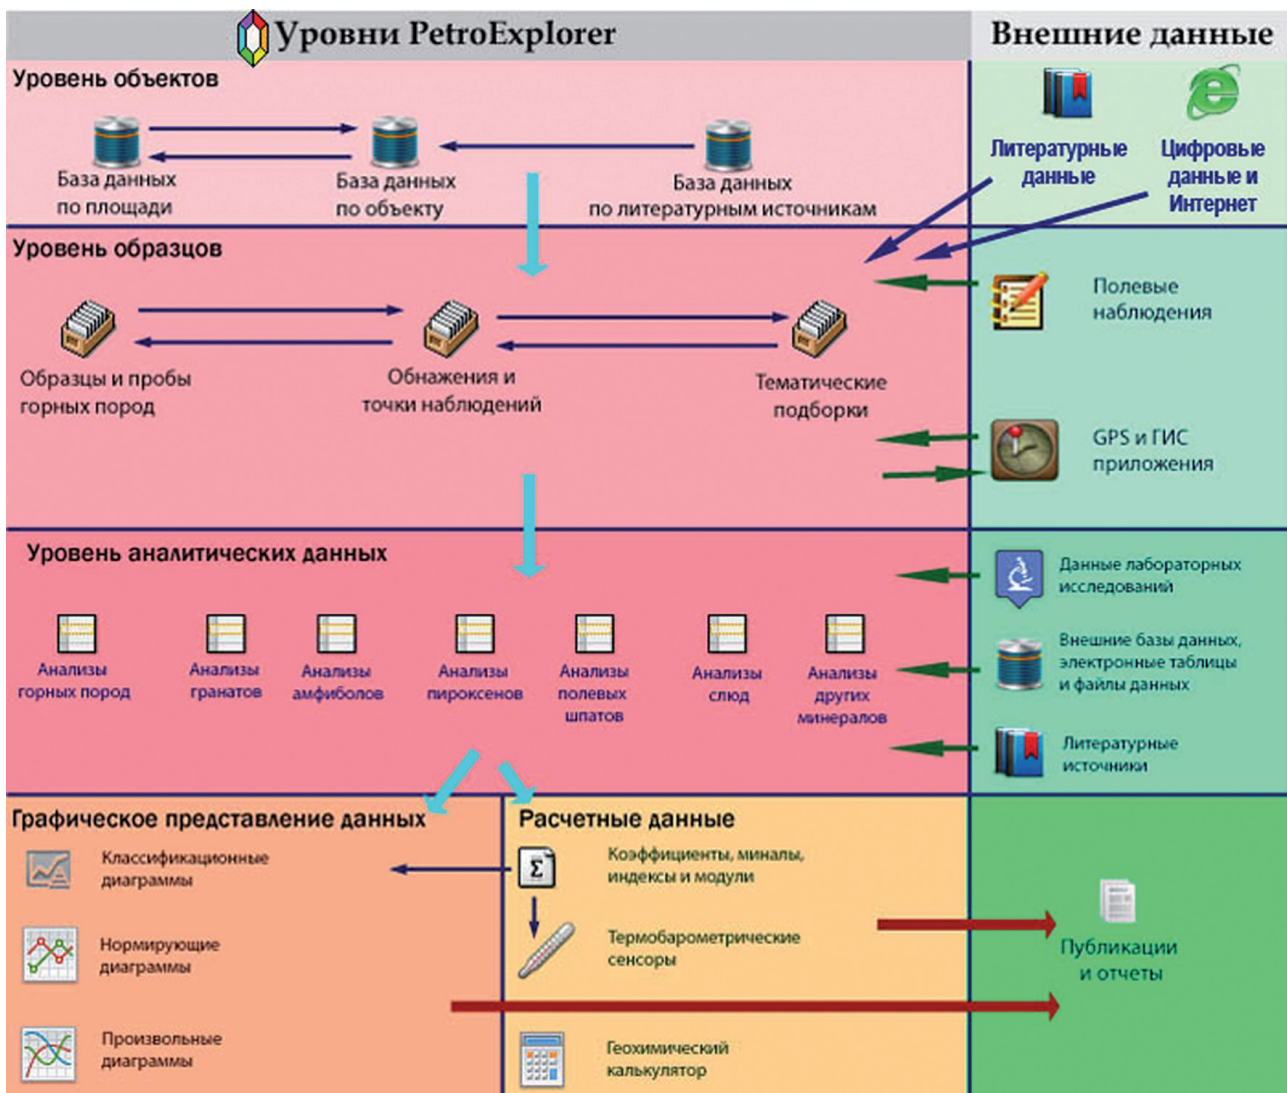 Уровни PetroExplorer
Внешние данные
Уровень объектов
База данных
по площади
База данных
по объекту
База данных
по литературным источникам
Литературные
данные
Цифровые
данные и
Интернет
Уровень образцов
Образцы и пробы
горных пород
Обнажения и
точки наблюдений
Тематические
подборки
Полевые
наблюдения
GPS и ГИС
приложения
Уровень аналитических данных
Анализы
горных пород
Анализы
гранатов
Анализы
амфиболов
Анализы
пироксенов
Анализы
полевых
шпатов
Анализы
слюд
Анализы
других
минералов
Данные лабораторных
исследований
Внешние базы данных,
электронные таблицы
и файлы данных
Литературные
источники
Графическое представление данных
Классификационные
диаграммы
Нормирующие
диаграммы
Произвольные
диаграммы
Расчетные данные
Σ
Коэффициенты, миналы,
индексы и модули
Термобарометрические
сенсоры
Геохимический
калькулятор
Публикации
и отчеты